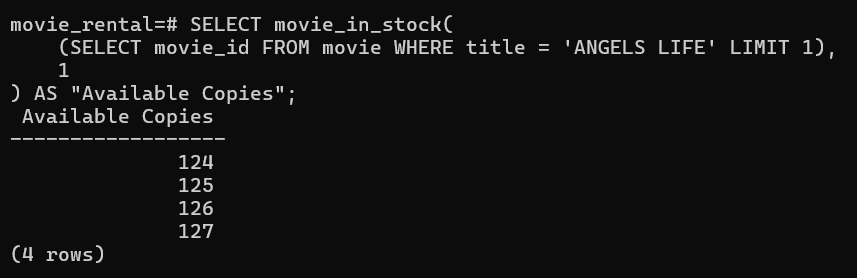 movie_rental=# SELECT movie_in_stock(
    (SELECT movie_id FROM movie WHERE title = 'ANGELS LIFE' LIMIT 1),
    1
) AS "Available Copies";
 Available Copies
------------------
              124
              125
              126
              127
(4 rows)